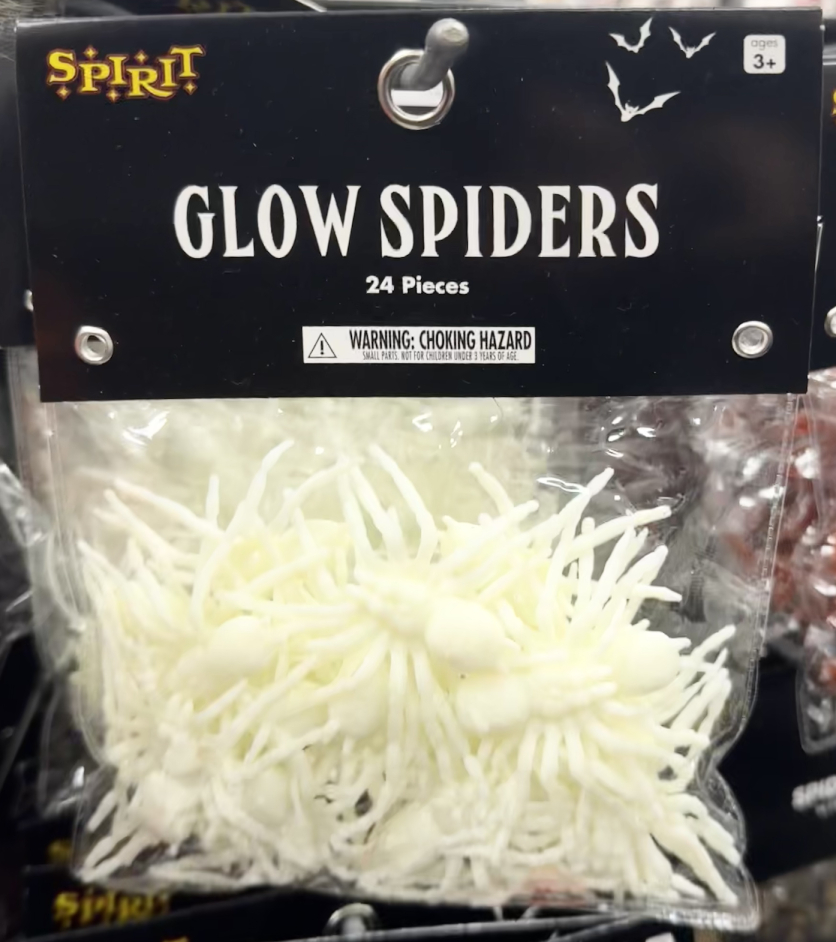 SPIRIT
ages
3+
GLOW SPIDERS
24 Pieces
WARNING: CHOKING HAZARD
SMALL PARTS. NOT FOR CHILDREN UNDER 3 YEARS OF AGE.
SPIRIT